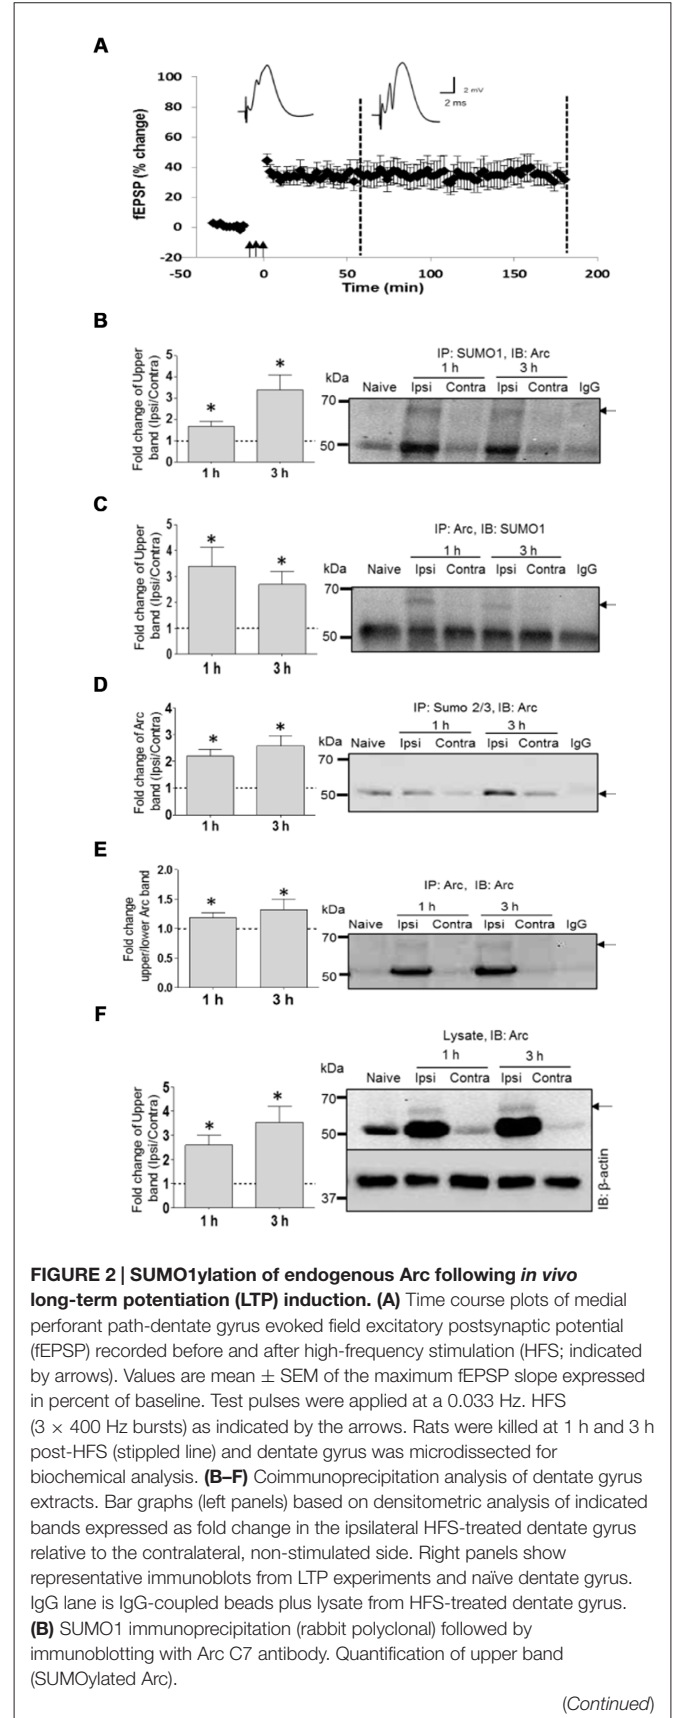 A
fEPSP (% change)
100
80
60
40
20
0
-20
-50
0
50
100
150
200
Time (min)
2 mV
2 ms
B
Fold change of Upper
band (Ipsi/Contra)
5
4
3
2
1
0
*
*
1 h
3 h
IP: SUMO1, IB: Arc
1 h
3 h
kDa
Naive
Ipsi
Contra
Ipsi
Contra
IgG
70
50
C
Fold change of Upper
band (Ipsi/Contra)
5
4
3
2
1
0
*
*
1 h
3 h
IP: Arc, IB: SUMO1
1 h
3 h
kDa
Naive
Ipsi
Contra
Ipsi
Contra
IgG
70
50
D
Fold change of Arc
band (Ipsi/Contra)
4
3
2
1
0
*
*
1 h
3 h
IP: Sumo 2/3, IB: Arc
1 h
3 h
kDa
Naive
Ipsi
Contra
Ipsi
Contra
IgG
70
50
E
Fold change
upper/lower Arc band
2.0
1.5
1.0
0.5
0.0
*
*
1 h
3 h
IP: Arc, IB: Arc
1 h
3 h
kDa
Naive
Ipsi
Contra
Ipsi
Contra
IgG
70
50
F
Fold change of Upper
band (Ipsi/Contra)
5
4
3
2
1
0
*
*
1 h
3 h
Lysate, IB: Arc
1 h
3 h
kDa
Naive
Ipsi
Contra
Ipsi
Contra
70
50
37
IB: β-actin
FIGURE 2 | SUMO1ylation of endogenous Arc following in vivo
long-term potentiation (LTP) induction. (A) Time course plots of medial
perforant path-dentate gyrus evoked field excitatory postsynaptic potential
(fEPSP) recorded before and after high-frequency stimulation (HFS; indicated
by arrows). Values are mean ± SEM of the maximum fEPSP slope expressed
in percent of baseline. Test pulses were applied at a 0.033 Hz. HFS
(3 × 400 Hz bursts) as indicated by the arrows. Rats were killed at 1 h and 3 h
post-HFS (stippled line) and dentate gyrus was microdissected for
biochemical analysis. (B–F) Coimmunoprecipitation analysis of dentate gyrus
extracts. Bar graphs (left panels) based on densitometric analysis of indicated
bands expressed as fold change in the ipsilateral HFS-treated dentate gyrus
relative to the contralateral, non-stimulated side. Right panels show
representative immunoblots from LTP experiments and naïve dentate gyrus.
IgG lane is IgG-coupled beads plus lysate from HFS-treated dentate gyrus.
(B) SUMO1 immunoprecipitation (rabbit polyclonal) followed by
immunoblotting with Arc C7 antibody. Quantification of upper band
(SUMOylated Arc).
(Continued)